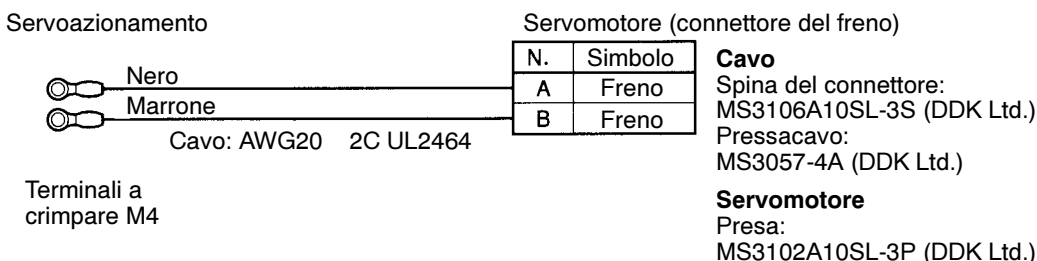 Servoazionamento
Servomotore (connettore del freno)
N. Simbolo
Nero
A Freno
Marrone
B Freno
Cavo: AWG20 2C UL2464
Terminali a
crimpare M4
Cavo
Spina del connettore:
MS3106A10SL-3S (DDK Ltd.)
Pressacavo:
MS3057-4A (DDK Ltd.)
Servomotore
Presa:
MS3102A10SL-3P (DDK Ltd.)